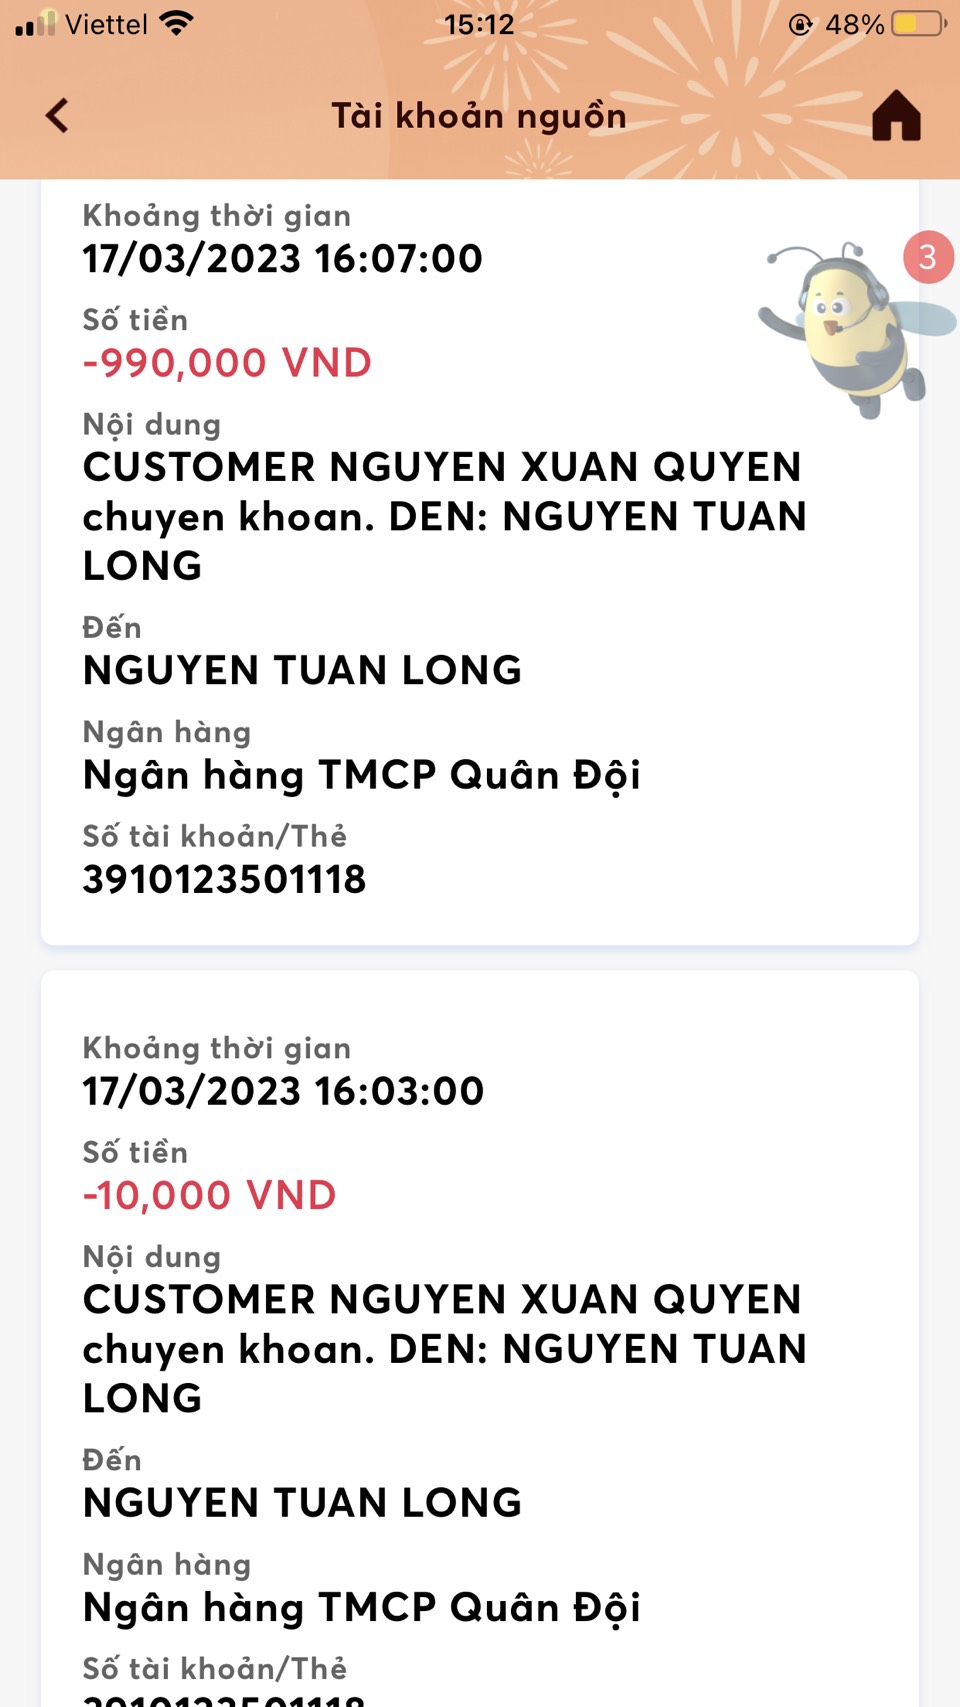 Viettel 15:12 48%
Tài khoản nguồn
Khoảng thời gian
17/03/2023 16:07:00
3
Số tiền
-990,000 VND
Nội dung
CUSTOMER NGUYEN XUAN QUYEN
chuyen khoan. DEN: NGUYEN TUAN
LONG
Đến
NGUYEN TUAN LONG
Ngân hàng
Ngân hàng TMCP Quân Đội
Số tài khoản/Thẻ
3910123501118
Khoảng thời gian
17/03/2023 16:03:00
Số tiền
-10,000 VND
Nội dung
CUSTOMER NGUYEN XUAN QUYEN
chuyen khoan. DEN: NGUYEN TUAN
LONG
Đến
NGUYEN TUAN LONG
Ngân hàng
Ngân hàng TMCP Quân Đội
Số tài khoản/Thẻ
3910123501118